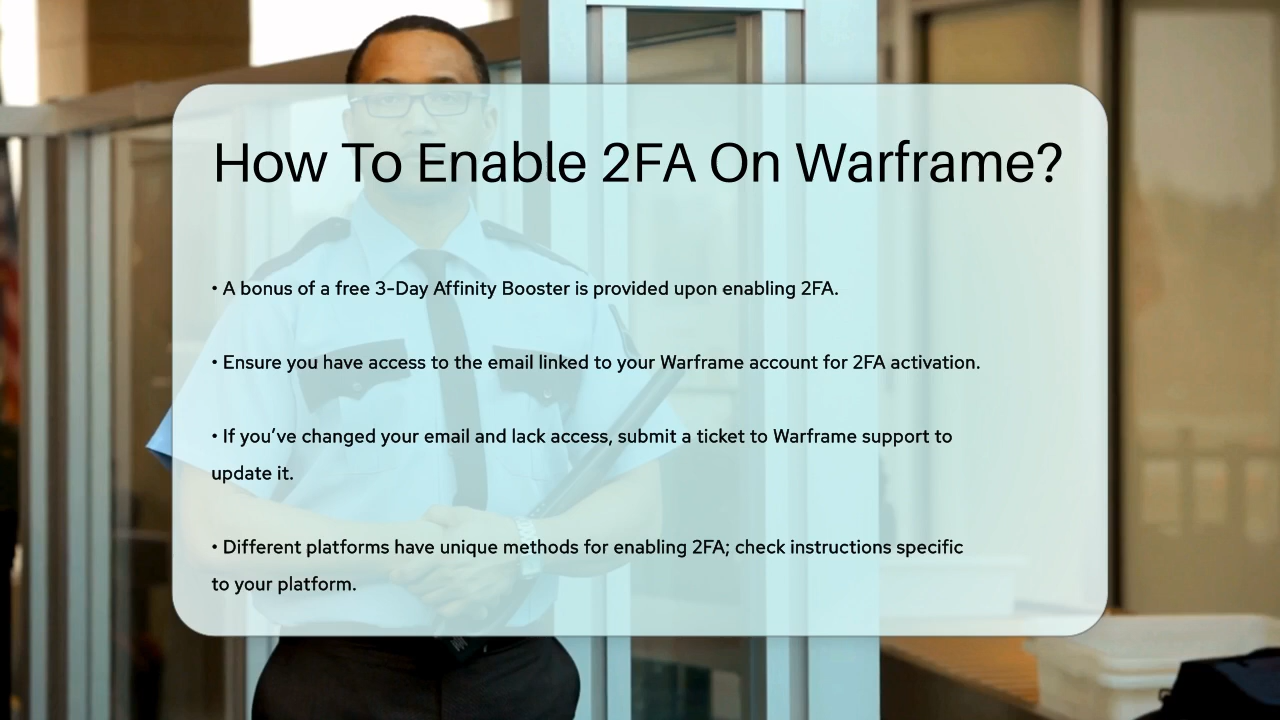 How To Enable 2FA On Warframe?
• A bonus of a free 3-Day Affinity Booster is provided upon enabling 2FA.
• Ensure you have access to the email linked to your Warframe account for 2FA activation.
• If you’ve changed your email and lack access, submit a ticket to Warframe support to
update it.
• Different platforms have unique methods for enabling 2FA; check instructions specific
to your platform.